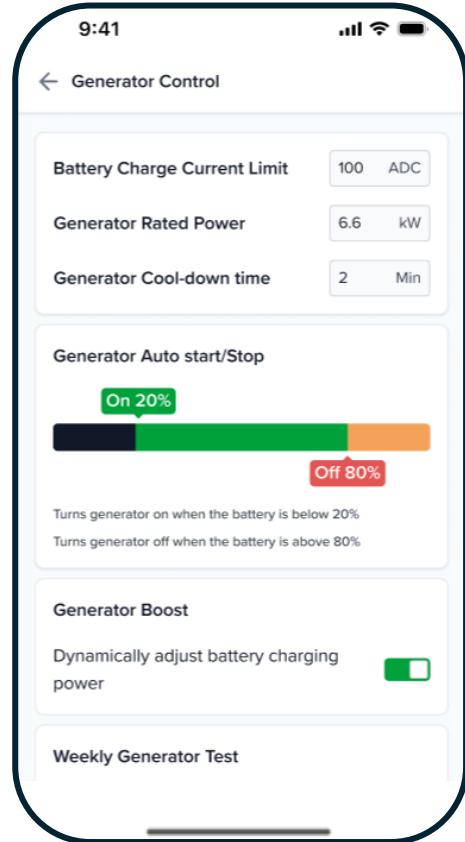 9:41
Generator Control
Battery Charge Current Limit 100 ADC
Generator Rated Power 6.6 kW
Generator Cool-down time 2 Min
Generator Auto start/Stop
On 20%
Off 80%
Turns generator on when the battery is below 20%
Turns generator off when the battery is above 80%
Generator Boost
Dynamically adjust battery charging
power
Weekly Generator Test